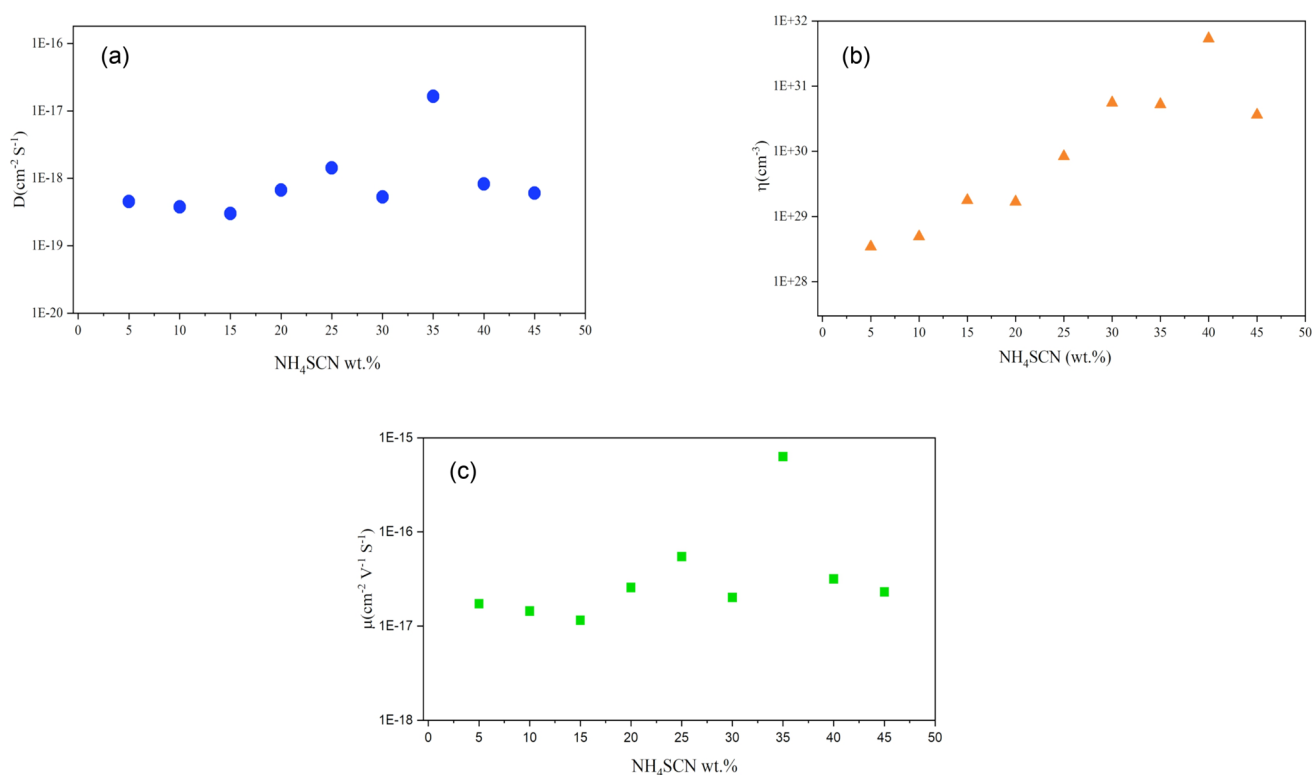 (a)
1E-16
1E-17
1E-18
1E-19
1E-20
D(cm⁻² S⁻¹)
0 5 10 15 20 25 30 35 40 45 50
NH₄SCN wt.%
(b)
1E+32
1E+31
1E+30
1E+29
1E+28
η(cm⁻³)
0 5 10 15 20 25 30 35 40 45 50
NH₄SCN (wt.%)
(c)
1E-15
1E-16
1E-17
1E-18
μ(cm⁻² V⁻¹ S⁻¹)
0 5 10 15 20 25 30 35 40 45 50
NH₄SCN wt.%